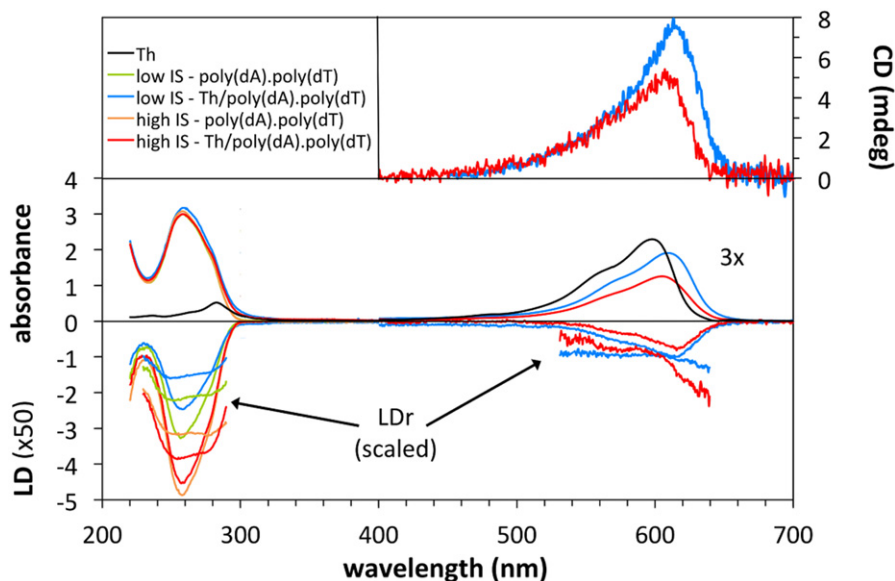 Th
low IS - poly(dA).poly(dT)
low IS - Th/poly(dA).poly(dT)
high IS - poly(dA).poly(dT)
high IS - Th/poly(dA).poly(dT)
8
6
4
2
0
CD (mdeg)
4
3
2
1
0
-1
-2
-3
-4
-5
absorbance
LD (x50)
3x
LDr
(scaled)
200
300
400
500
600
700
wavelength (nm)